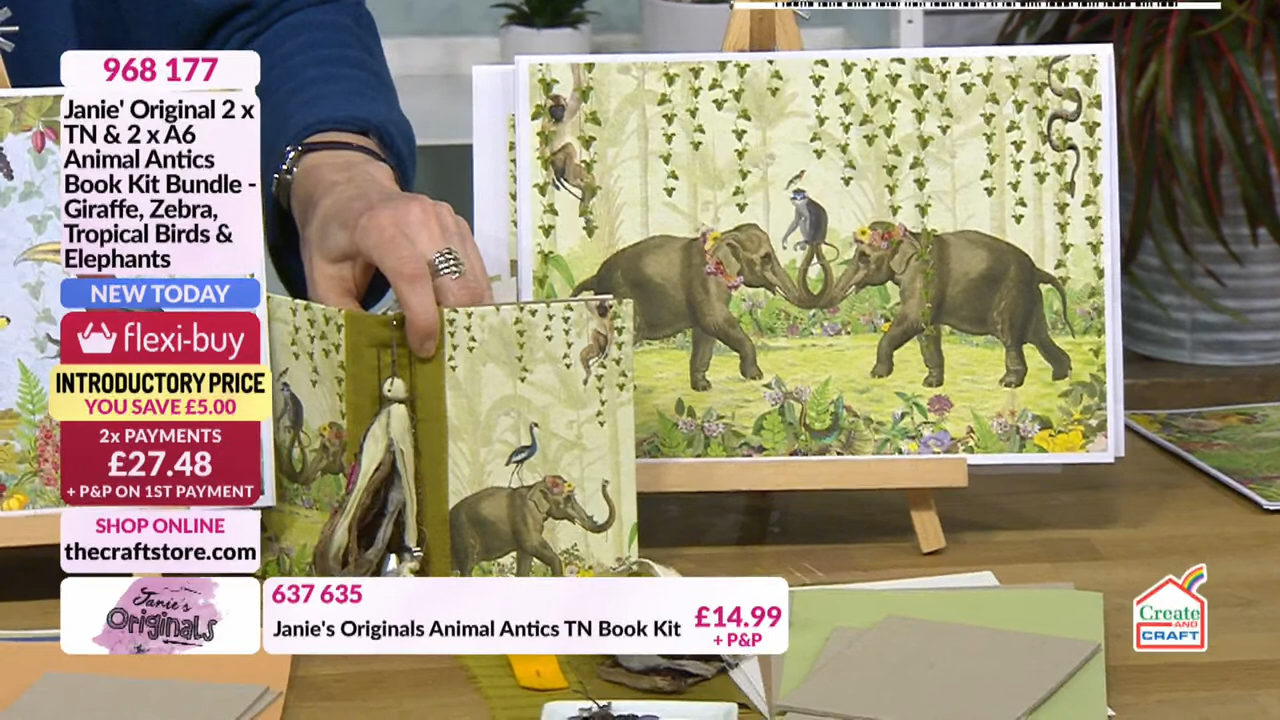 968 177
Janie' Original 2 x
TN & 2 x A6
Animal Antics
Book Kit Bundle -
Giraffe, Zebra,
Tropical Birds &
Elephants
NEW TODAY
flexi-buy
INTRODUCTORY PRICE
YOU SAVE £5.00
2x PAYMENTS
£27.48
+ P&P ON 1ST PAYMENT
SHOP ONLINE
thecraftstore.com
Janie's
Originals
637 635
Janie's Originals Animal Antics TN Book Kit
£14.99
+ P&P
Create
AND
CRAFT